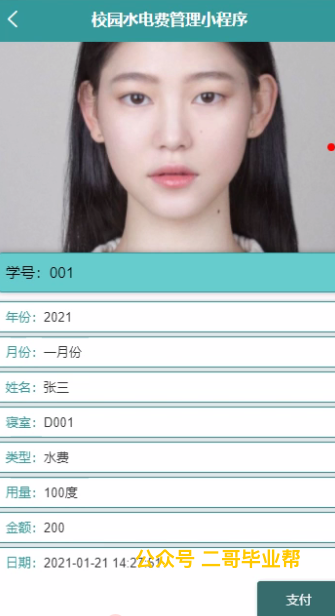 校园水电费管理小程序
学号：001
年份：2021
月份：一月份
姓名：张三
寝室：D001
类型：水费
用量：100度
金额：200
日期：2021-01-21 14:27:51
公众号 二哥毕业帮
支付